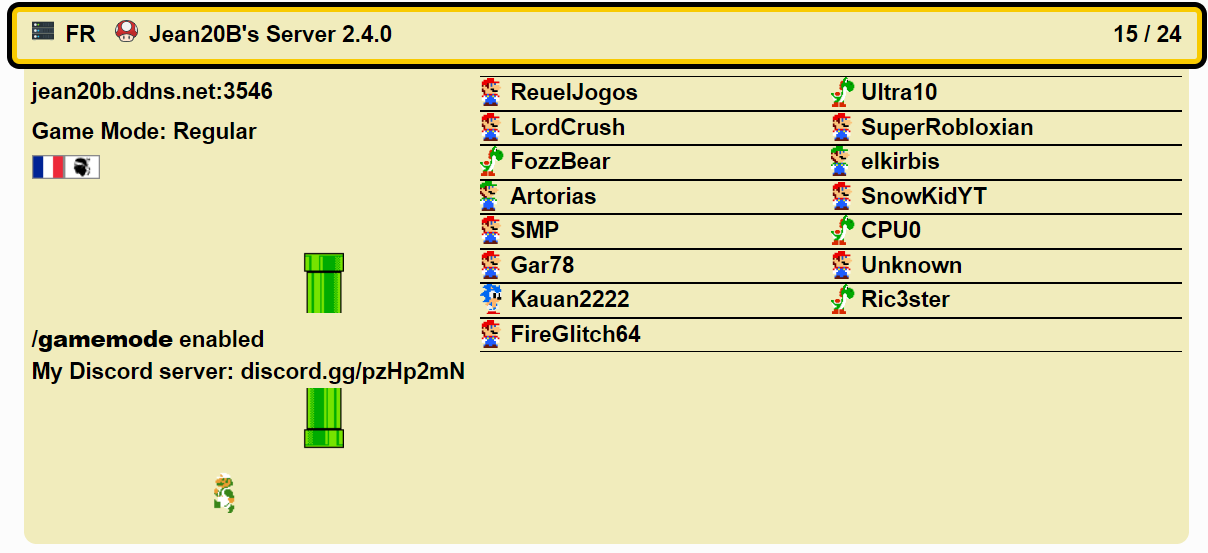 FR Jean20B's Server 2.4.0 15 / 24
jean20b.ddns.net:3546
Game Mode: Regular
/gamemode enabled
My Discord server: discord.gg/pzHp2mN
ReuelJogos Ultra10
LordCrush SuperRobloxian
FozzBear elkirbis
Artorias SnowKidYT
SMP CPU0
Gar78 Unknown
Kauan2222 Ric3ster
FireGlitch64